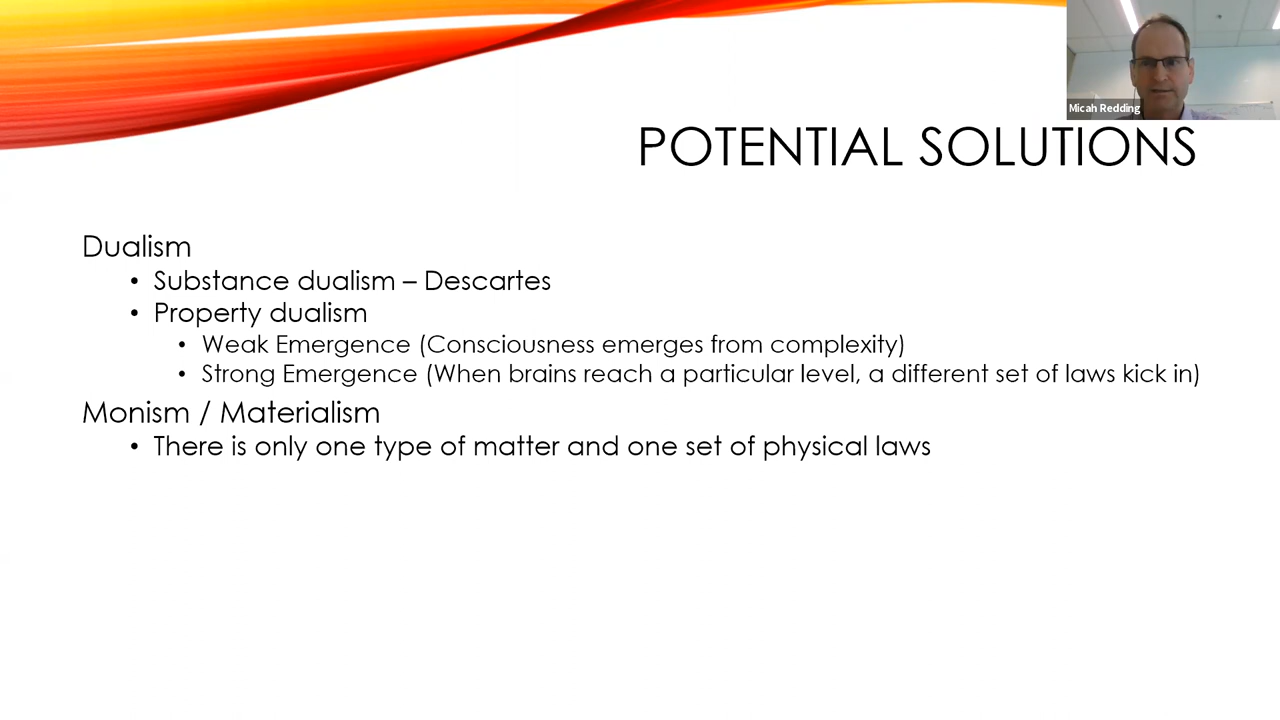 Micah Redding
POTENTIAL SOLUTIONS
Dualism
• Substance dualism – Descartes
• Property dualism
• Weak Emergence (Consciousness emerges from complexity)
• Strong Emergence (When brains reach a particular level, a different set of laws kick in)
Monism / Materialism
• There is only one type of matter and one set of physical laws